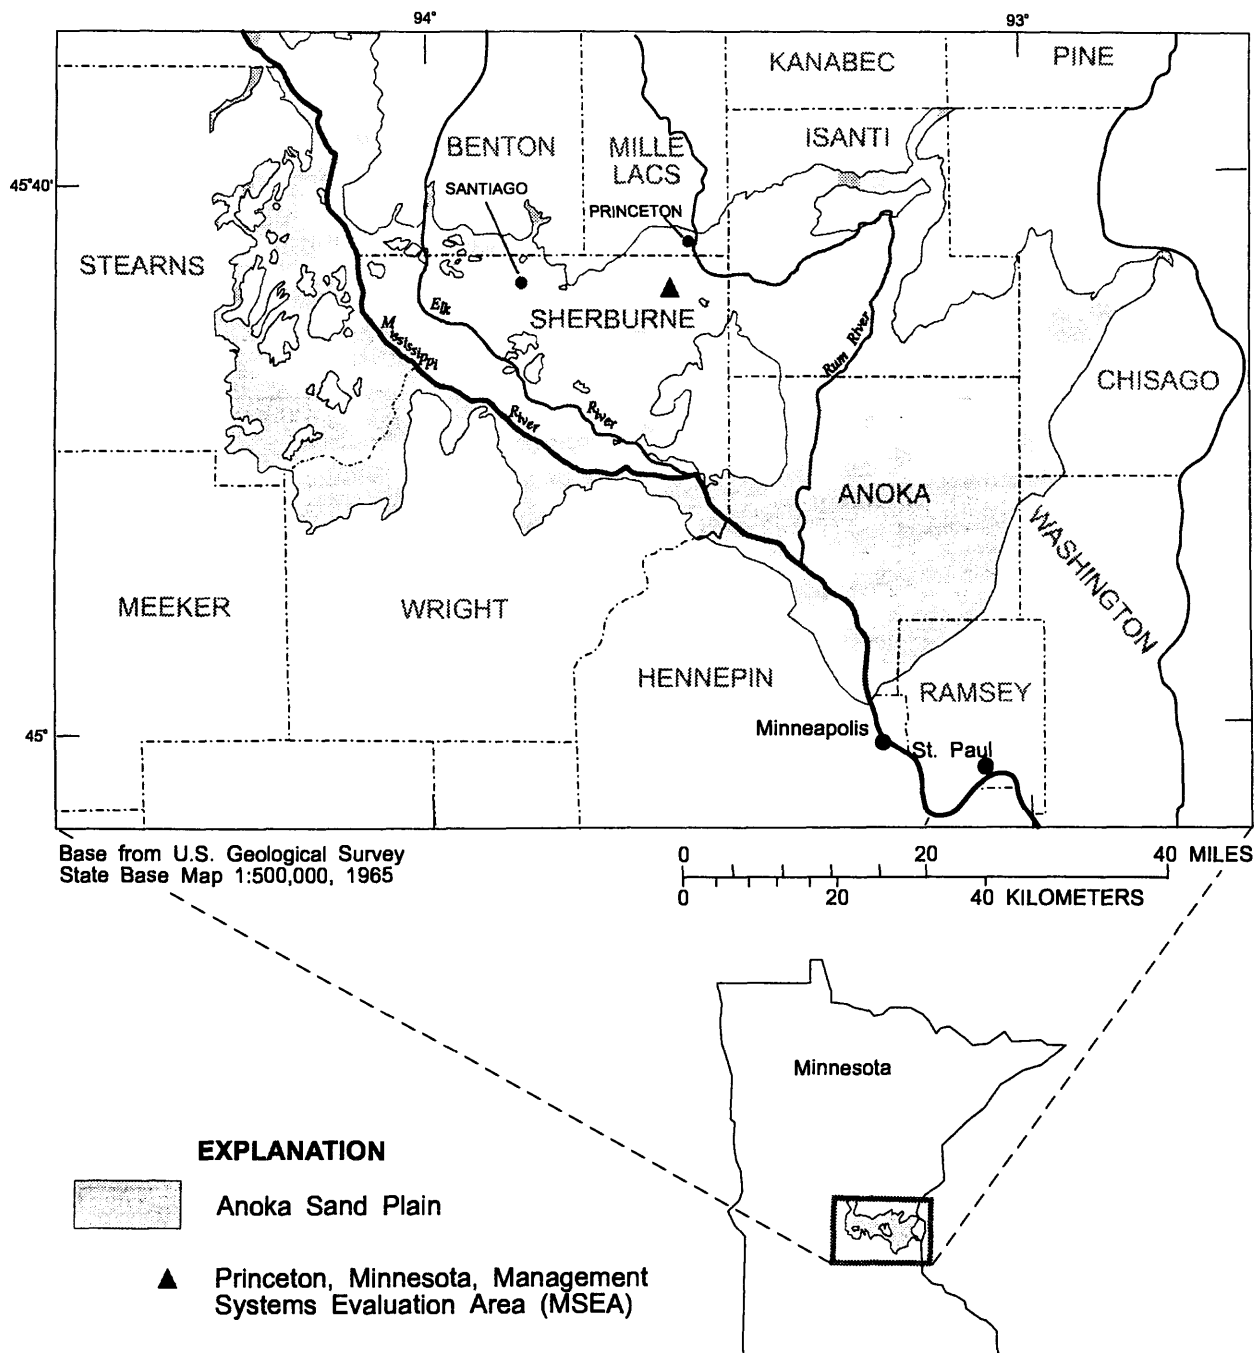 94°
93°
KANABEC
PINE
BENTON
MILLE
LACS
ISANTI
45°40'
SANTIAGO
PRINCETON
STEARNS
Elk
SHERBURNE
Mississippi
Rum River
CHISAGO
River
River
ANOKA
WASHINGTON
MEEKER
WRIGHT
HENNEPIN
RAMSEY
45°
Minneapolis
St. Paul
Base from U.S. Geological Survey
State Base Map 1:500,000, 1965
0 20 40 MILES
0 20 40 KILOMETERS
Minnesota
EXPLANATION
Anoka Sand Plain
Princeton, Minnesota, Management
Systems Evaluation Area (MSEA)